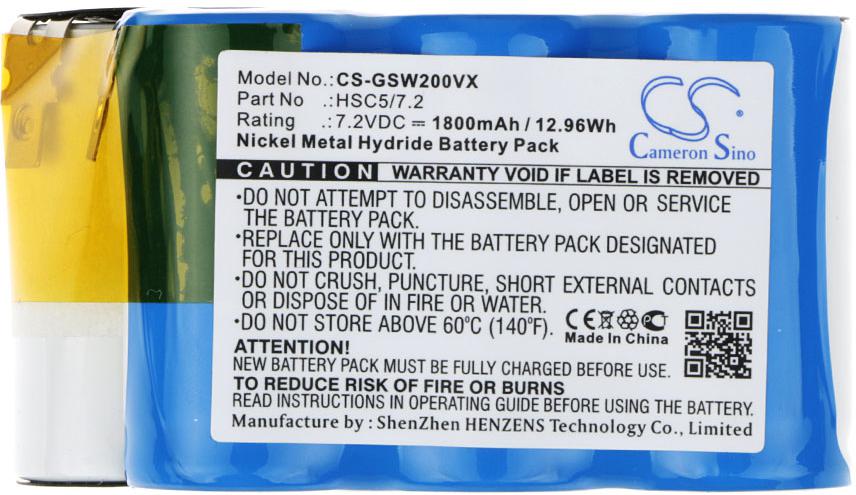 Model No.: CS-GSW200VX
Part No .: HSC5/7.2
Rating .: 7.2VDC ⎓ 1800mAh / 12.96Wh
Nickel Metal Hydride Battery Pack
CS
Cameron Sino
CAUTION WARRANTY VOID IF LABEL IS REMOVED
•DO NOT ATTEMPT TO DISASSEMBLE, OPEN OR SERVICE
THE BATTERY PACK.
•REPLACE ONLY WITH THE BATTERY PACK DESIGNATED
FOR THIS PRODUCT.
•DO NOT CRUSH, PUNCTURE, SHORT EXTERNAL CONTACTS
OR DISPOSE OF IN FIRE OR WATER.
•DO NOT STORE ABOVE 60°C (140°F).
CE
Made In China
ATTENTION!
NEW BATTERY PACK MUST BE FULLY CHARGED BEFORE USE.
TO REDUCE RISK OF FIRE OR BURNS
READ INSTRUCTIONS IN OPERATING GUIDE BEFORE USING THE BATTERY.
Manufacture by : ShenZhen HENZENS Technology Co., Limited